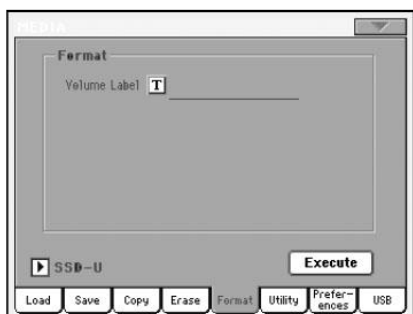 MEDIA
Format
Volume Label T
SSD-U
Execute
Load Save Copy Erase Format Utility Prefer-
ences USB